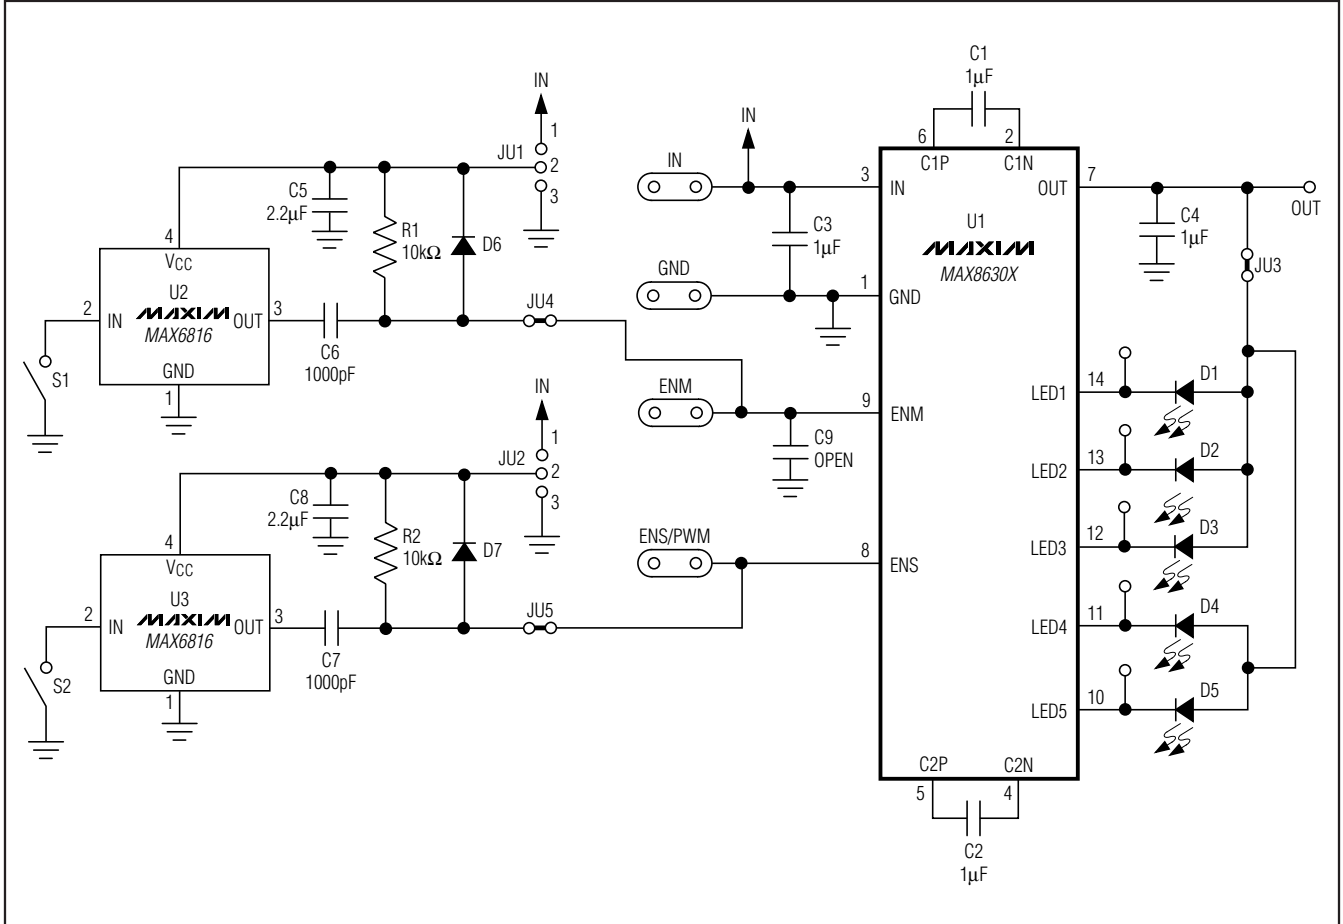 IN
1
JU1
2
3
C5
2.2µF
R1
10kΩ
D6
4
VCC
U2
MAXIM
MAX6816
2
IN
OUT
3
GND
1
S1
C6
1000pF
JU4
IN
1
JU2
2
3
C8
2.2µF
R2
10kΩ
D7
4
VCC
U3
MAXIM
MAX6816
2
IN
OUT
3
GND
1
S2
C7
1000pF
JU5
IN
IN
C3
1µF
GND
ENM
C9
OPEN
ENS/PWM
C1
1µF
6
2
C1P
C1N
3
IN
OUT
7
U1
MAXIM
MAX8630X
1
GND
9
ENM
8
ENS
C4
1µF
OUT
JU3
LED1
14
D1
LED2
13
D2
LED3
12
D3
LED4
11
D4
LED5
10
D5
C2P
C2N
5
4
C2
1µF